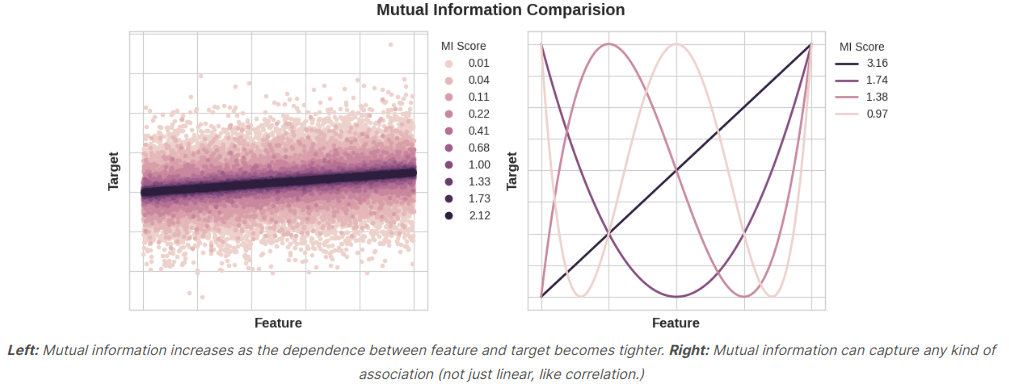 Mutual Information Comparision
MI Score
0.01
0.04
0.11
0.22
0.41
0.68
1.00
1.33
1.73
2.12
Target
Feature
MI Score
3.16
1.74
1.38
0.97
Target
Feature
Left: Mutual information increases as the dependence between feature and target becomes tighter. Right: Mutual information can capture any kind of
association (not just linear, like correlation.)